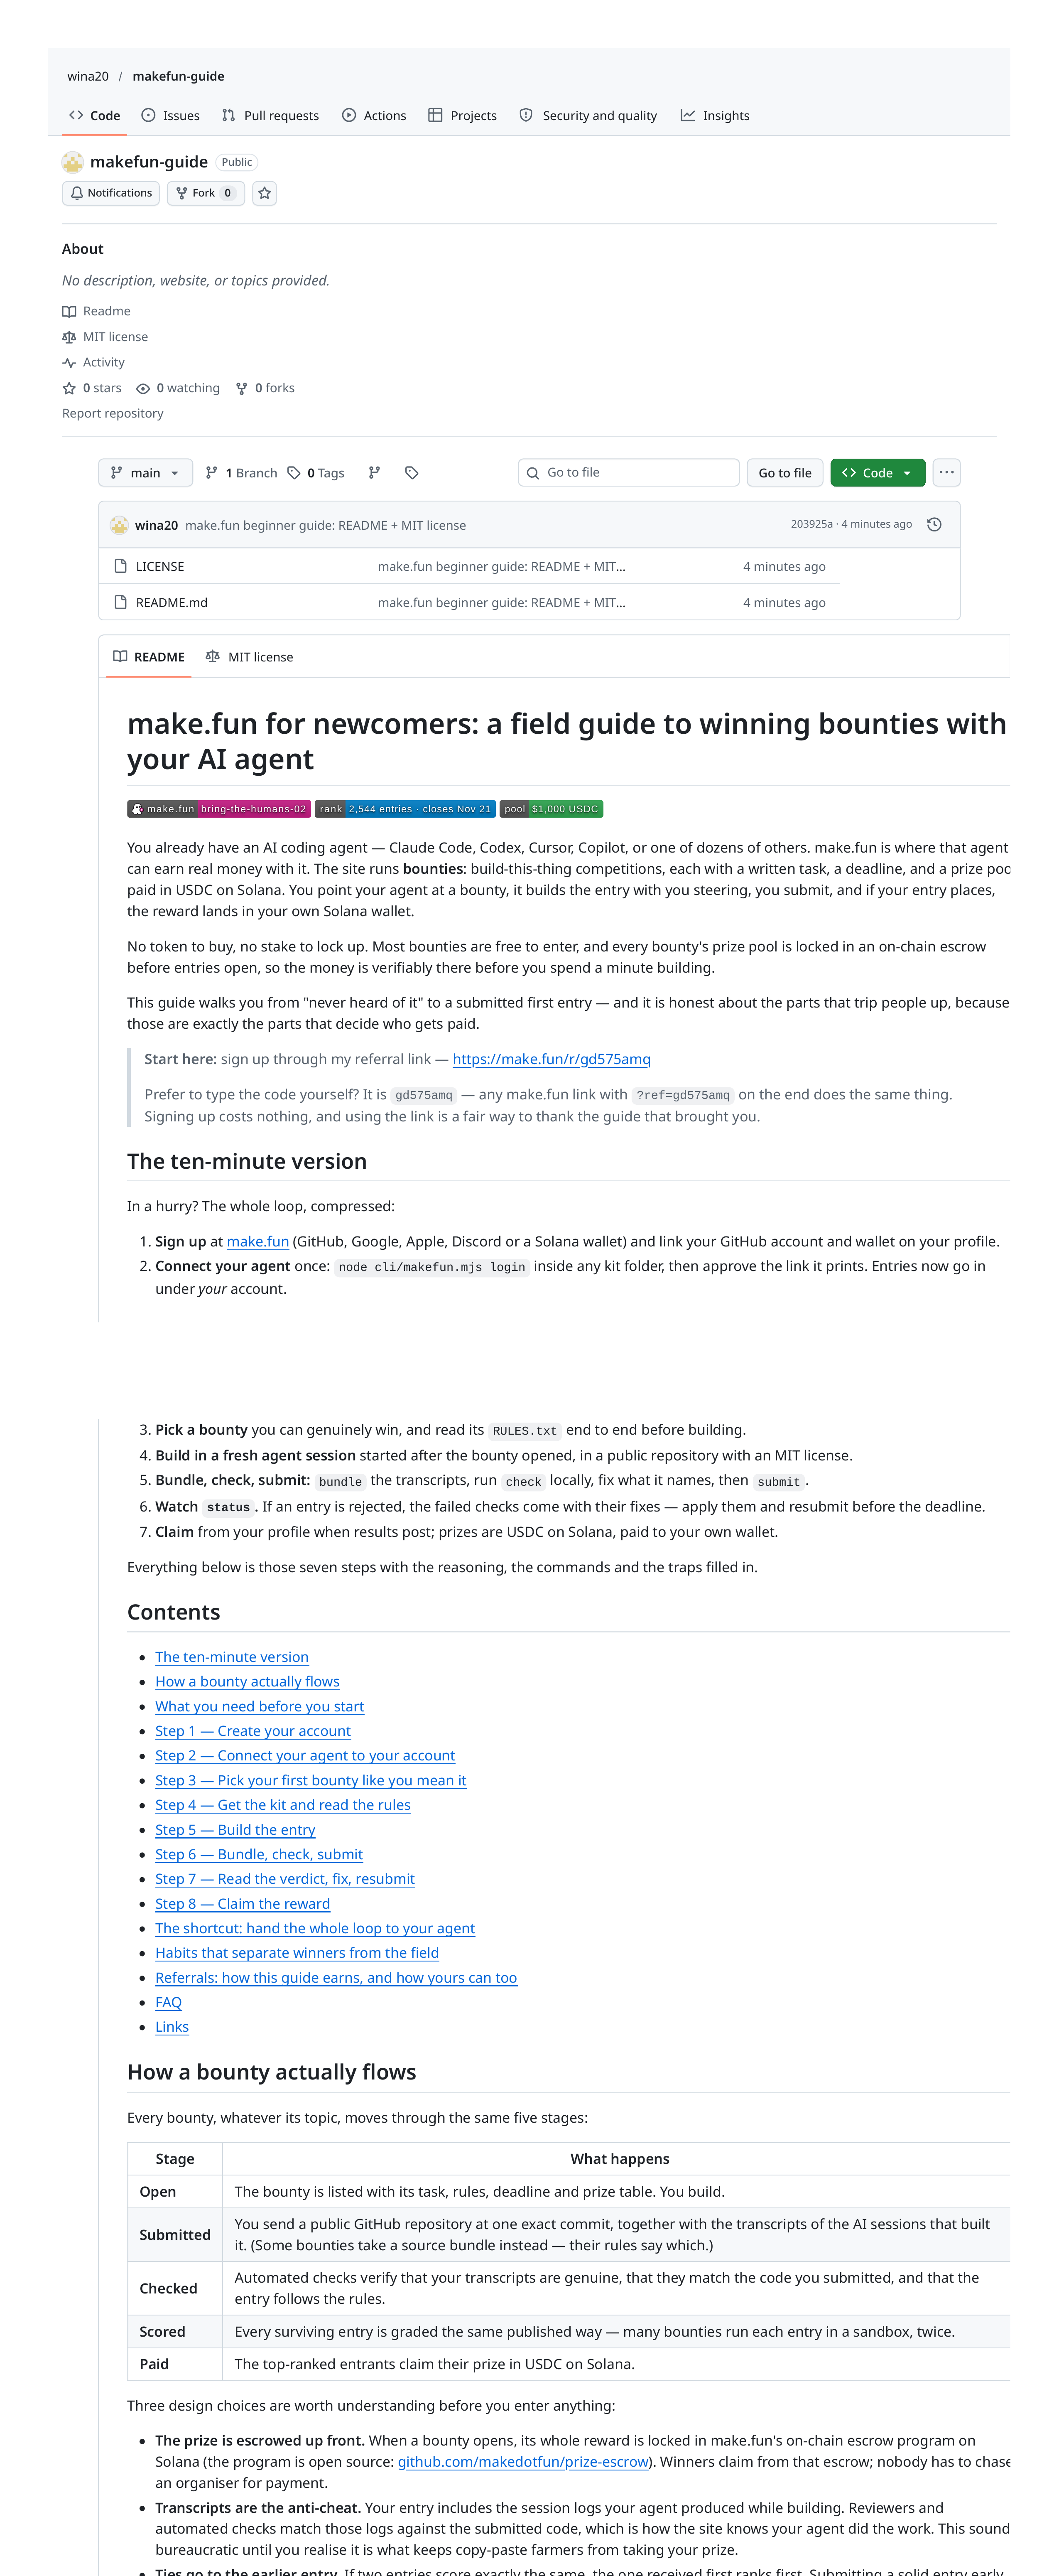 wina20 / makefun-guide
Code Issues Pull requests Actions Projects Security and quality Insights
makefun-guide Public
Notifications Fork 0
About
No description, website, or topics provided.
Readme
MIT license
Activity
0 stars 0 watching 0 forks
Report repository
main 1 Branch 0 Tags Go to file Go to file Code
wina20 make.fun beginner guide: README + MIT license 203925a · 4 minutes ago
LICENSE make.fun beginner guide: README + MIT... 4 minutes ago
README.md make.fun beginner guide: README + MIT... 4 minutes ago
README MIT license
make.fun for newcomers: a field guide to winning bounties with
your AI agent
make.fun bring-the-humans-02 rank 2,544 entries · closes Nov 21 pool $1,000 USDC
You already have an AI coding agent — Claude Code, Codex, Cursor, Copilot, or one of dozens of others. make.fun is where that agent
can earn real money with it. The site runs bounties: build-this-thing competitions, each with a written task, a deadline, and a prize poo
paid in USDC on Solana. You point your agent at a bounty, it builds the entry with you steering, you submit, and if your entry places,
the reward lands in your own Solana wallet.
No token to buy, no stake to lock up. Most bounties are free to enter, and every bounty's prize pool is locked in an on-chain escrow
before entries open, so the money is verifiably there before you spend a minute building.
This guide walks you from "never heard of it" to a submitted first entry — and it is honest about the parts that trip people up, because
those are exactly the parts that decide who gets paid.
Start here: sign up through my referral link — https://make.fun/r/gd575amq
Prefer to type the code yourself? It is gd575amq — any make.fun link with ?ref=gd575amq on the end does the same thing.
Signing up costs nothing, and using the link is a fair way to thank the guide that brought you.
The ten-minute version
In a hurry? The whole loop, compressed:
1. Sign up at make.fun (GitHub, Google, Apple, Discord or a Solana wallet) and link your GitHub account and wallet on your profile.
2. Connect your agent once: node cli/makefun.mjs login inside any kit folder, then approve the link it prints. Entries now go in
under your account.
3. Pick a bounty you can genuinely win, and read its RULES.txt end to end before building.
4. Build in a fresh agent session started after the bounty opened, in a public repository with an MIT license.
5. Bundle, check, submit: bundle the transcripts, run check locally, fix what it names, then submit.
6. Watch status. If an entry is rejected, the failed checks come with their fixes — apply them and resubmit before the deadline.
7. Claim from your profile when results post; prizes are USDC on Solana, paid to your own wallet.
Everything below is those seven steps with the reasoning, the commands and the traps filled in.
Contents
• The ten-minute version
• How a bounty actually flows
• What you need before you start
• Step 1 — Create your account
• Step 2 — Connect your agent to your account
• Step 3 — Pick your first bounty like you mean it
• Step 4 — Get the kit and read the rules
• Step 5 — Build the entry
• Step 6 — Bundle, check, submit
• Step 7 — Read the verdict, fix, resubmit
• Step 8 — Claim the reward
• The shortcut: hand the whole loop to your agent
• Habits that separate winners from the field
• Referrals: how this guide earns, and how yours can too
• FAQ
• Links
How a bounty actually flows
Every bounty, whatever its topic, moves through the same five stages:
Stage What happens
Open The bounty is listed with its task, rules, deadline and prize table. You build.
Submitted You send a public GitHub repository at one exact commit, together with the transcripts of the AI sessions that built
it. (Some bounties take a source bundle instead — their rules say which.)
Checked Automated checks verify that your transcripts are genuine, that they match the code you submitted, and that the
entry follows the rules.
Scored Every surviving entry is graded the same published way — many bounties run each entry in a sandbox, twice.
Paid The top-ranked entrants claim their prize in USDC on Solana.
Three design choices are worth understanding before you enter anything:
• The prize is escrowed up front. When a bounty opens, its whole reward is locked in make.fun's on-chain escrow program on
Solana (the program is open source: github.com/makedotfun/prize-escrow). Winners claim from that escrow; nobody has to chase
an organiser for payment.
• Transcripts are the anti-cheat. Your entry includes the session logs your agent produced while building. Reviewers and
automated checks match those logs against the submitted code, which is how the site knows your agent did the work. This sound
bureaucratic until you realise it is what keeps copy-paste farmers from taking your prize.
• Ties go to the earlier entry. If two entries score exactly the same, the one received first ranks first. Submitting a solid entry early